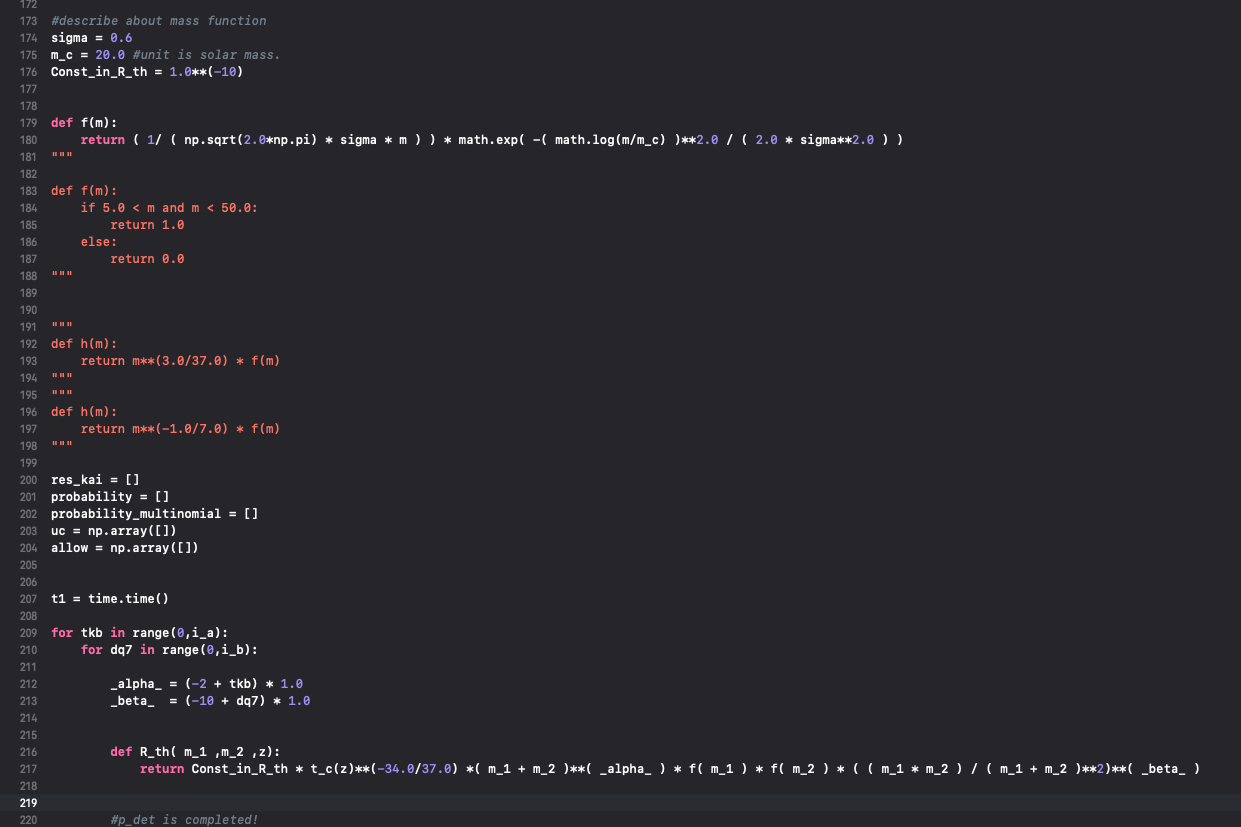 172
173 #describe about mass function
174 sigma = 0.6
175 m_c = 20.0 #unit is solar mass.
176 Const_in_R_th = 1.0**(-10)
177
178
179 def f(m):
180     return ( 1/ ( np.sqrt(2.0*np.pi) * sigma * m ) ) * math.exp( -( math.log(m/m_c) )**2.0 / ( 2.0 * sigma**2.0 ) )
181 """
182
183 def f(m):
184     if 5.0 < m and m < 50.0:
185         return 1.0
186     else:
187         return 0.0
188 """
189
190
191 """
192 def h(m):
193     return m**(3.0/37.0) * f(m)
194 """
195 """
196 def h(m):
197     return m**(-1.0/7.0) * f(m)
198 """
199
200 res_kai = []
201 probability = []
202 probability_multinomial = []
203 uc = np.array([])
204 allow = np.array([])
205
206
207 t1 = time.time()
208
209 for tkb in range(0,i_a):
210     for dq7 in range(0,i_b):
211
212         _alpha_ = (-2 + tkb) * 1.0
213         _beta_  = (-10 + dq7) * 1.0
214
215
216         def R_th( m_1 ,m_2 ,z):
217             return Const_in_R_th * t_c(z)**(-34.0/37.0) *( m_1 + m_2 )**( _alpha_ ) * f( m_1 ) * f( m_2 ) * ( ( m_1 * m_2 ) / ( m_1 + m_2 )**2)**( _beta_ )
218
219
220         #p_det is completed!